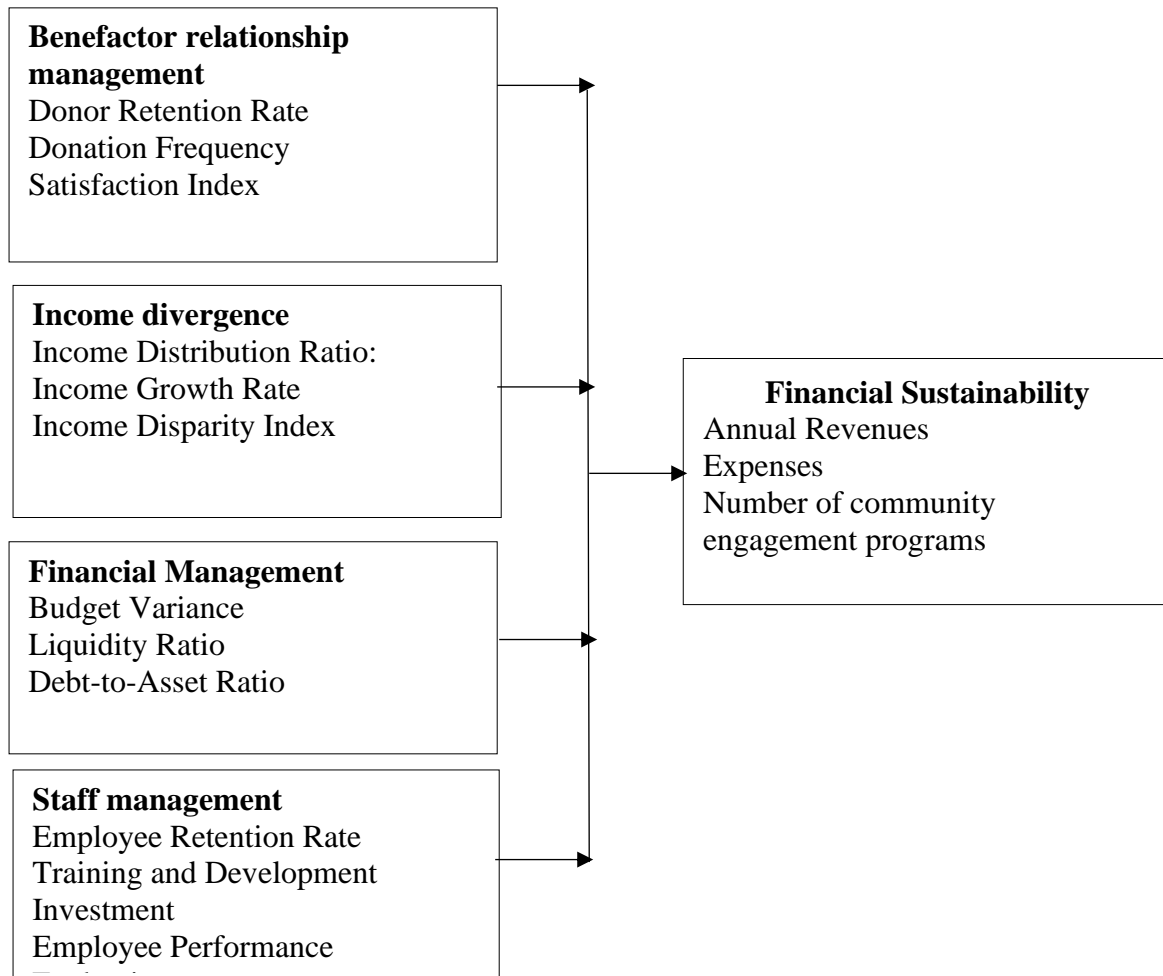 Benefactor relationship
management
Donor Retention Rate
Donation Frequency
Satisfaction Index
Income divergence
Income Distribution Ratio:
Income Growth Rate
Income Disparity Index
Financial Management
Budget Variance
Liquidity Ratio
Debt-to-Asset Ratio
Staff management
Employee Retention Rate
Training and Development
Investment
Employee Performance
Financial Sustainability
Annual Revenues
Expenses
Number of community
engagement programs